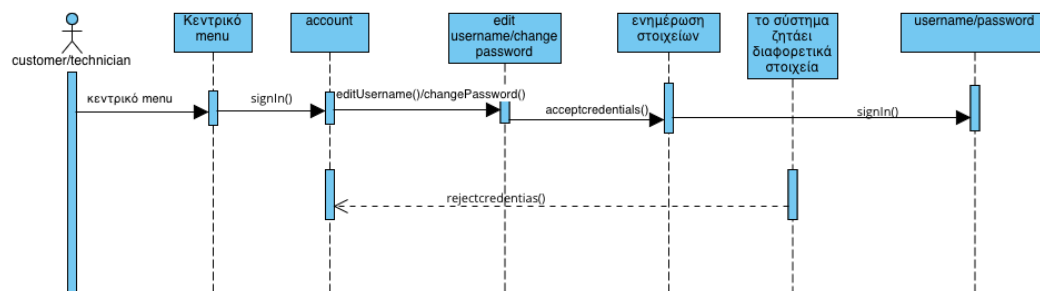 customer/technician
Κεντρικό
menu
account
edit
username/change
password
ενημέρωση
στοιχείων
το σύστημα
ζητάει
διαφορετικά
στοιχεία
username/password
κεντρικό menu
signIn()
editUsername()/changePassword()
acceptcredentials()
signIn()
rejectcredentias()